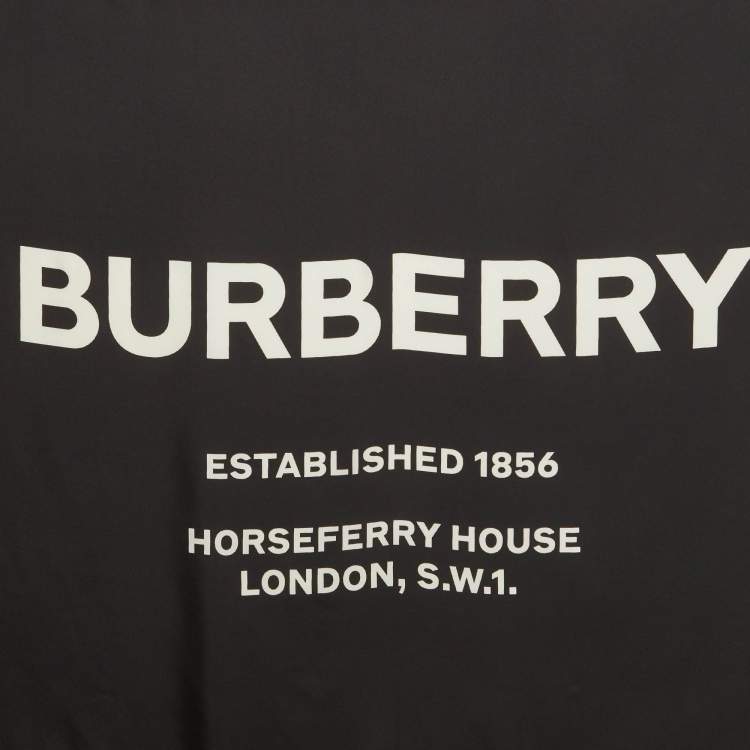 BURBERRY
ESTABLISHED 1856
HORSEFERRY HOUSE
LONDON, S.W.1.